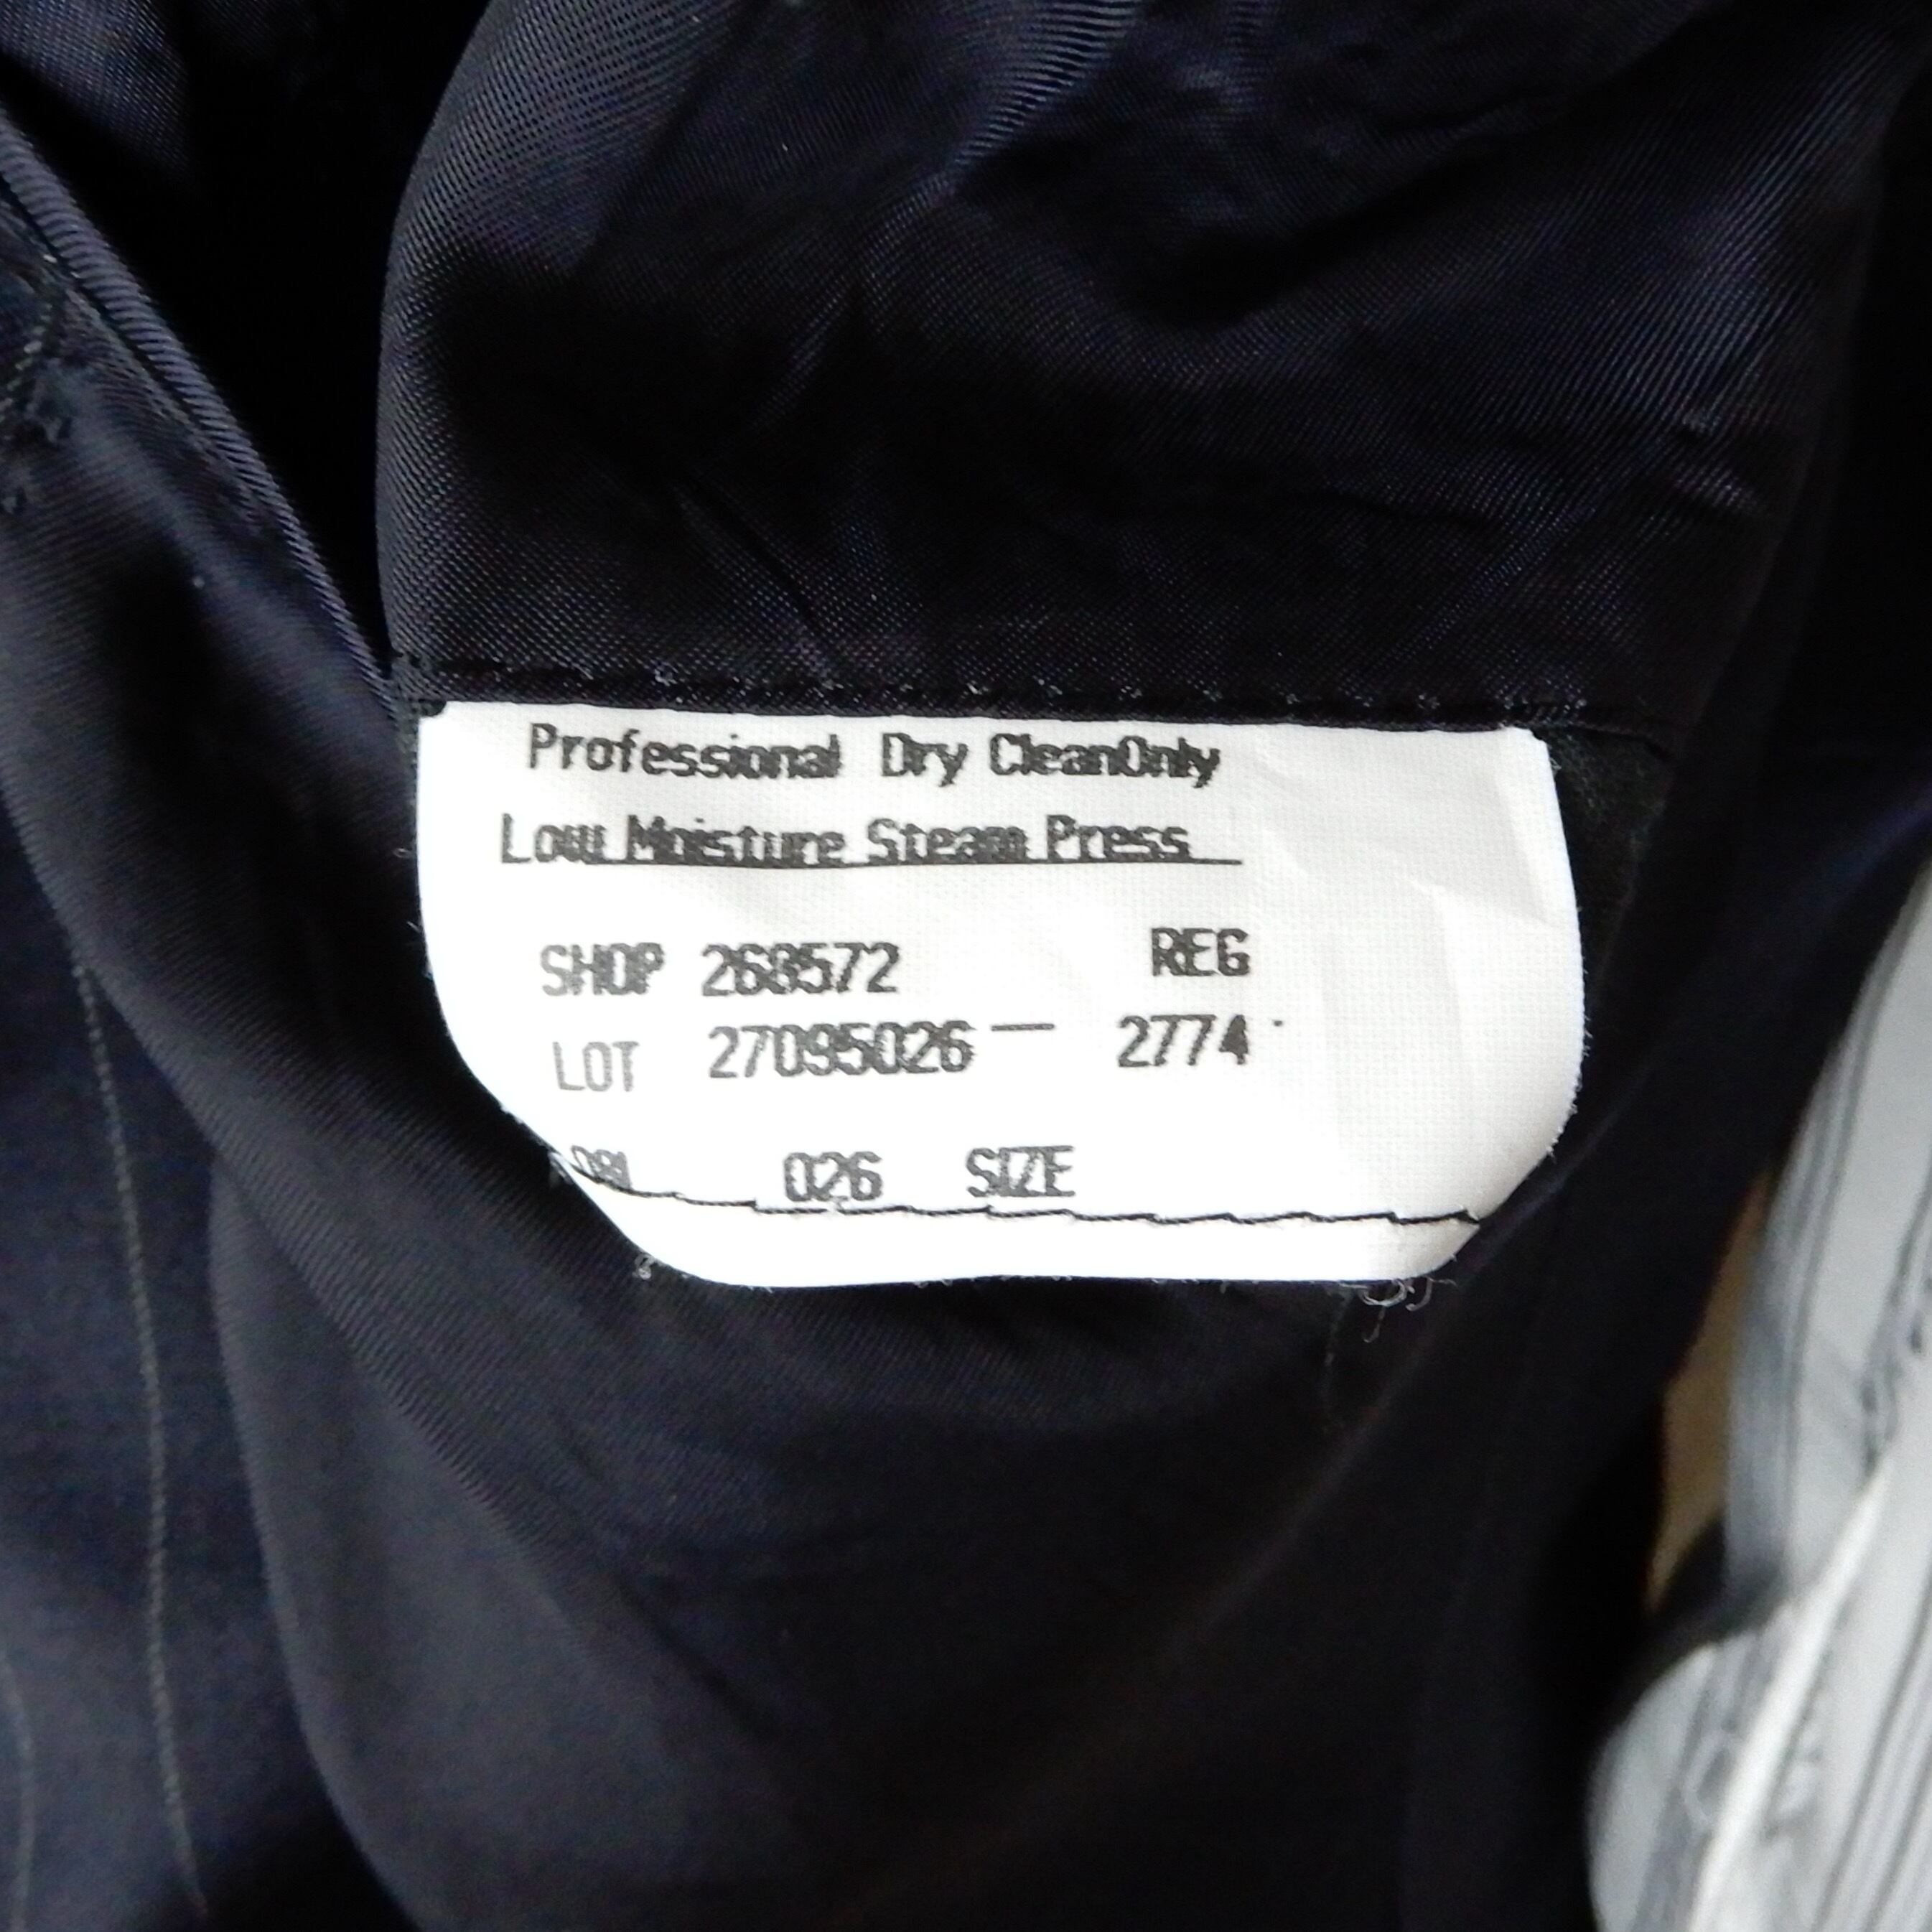 Professional Dry CleanOnly
Low Moisture Steam Press
SHOP 268572 REG
LOT 27095026 — 2774
026 SIZE